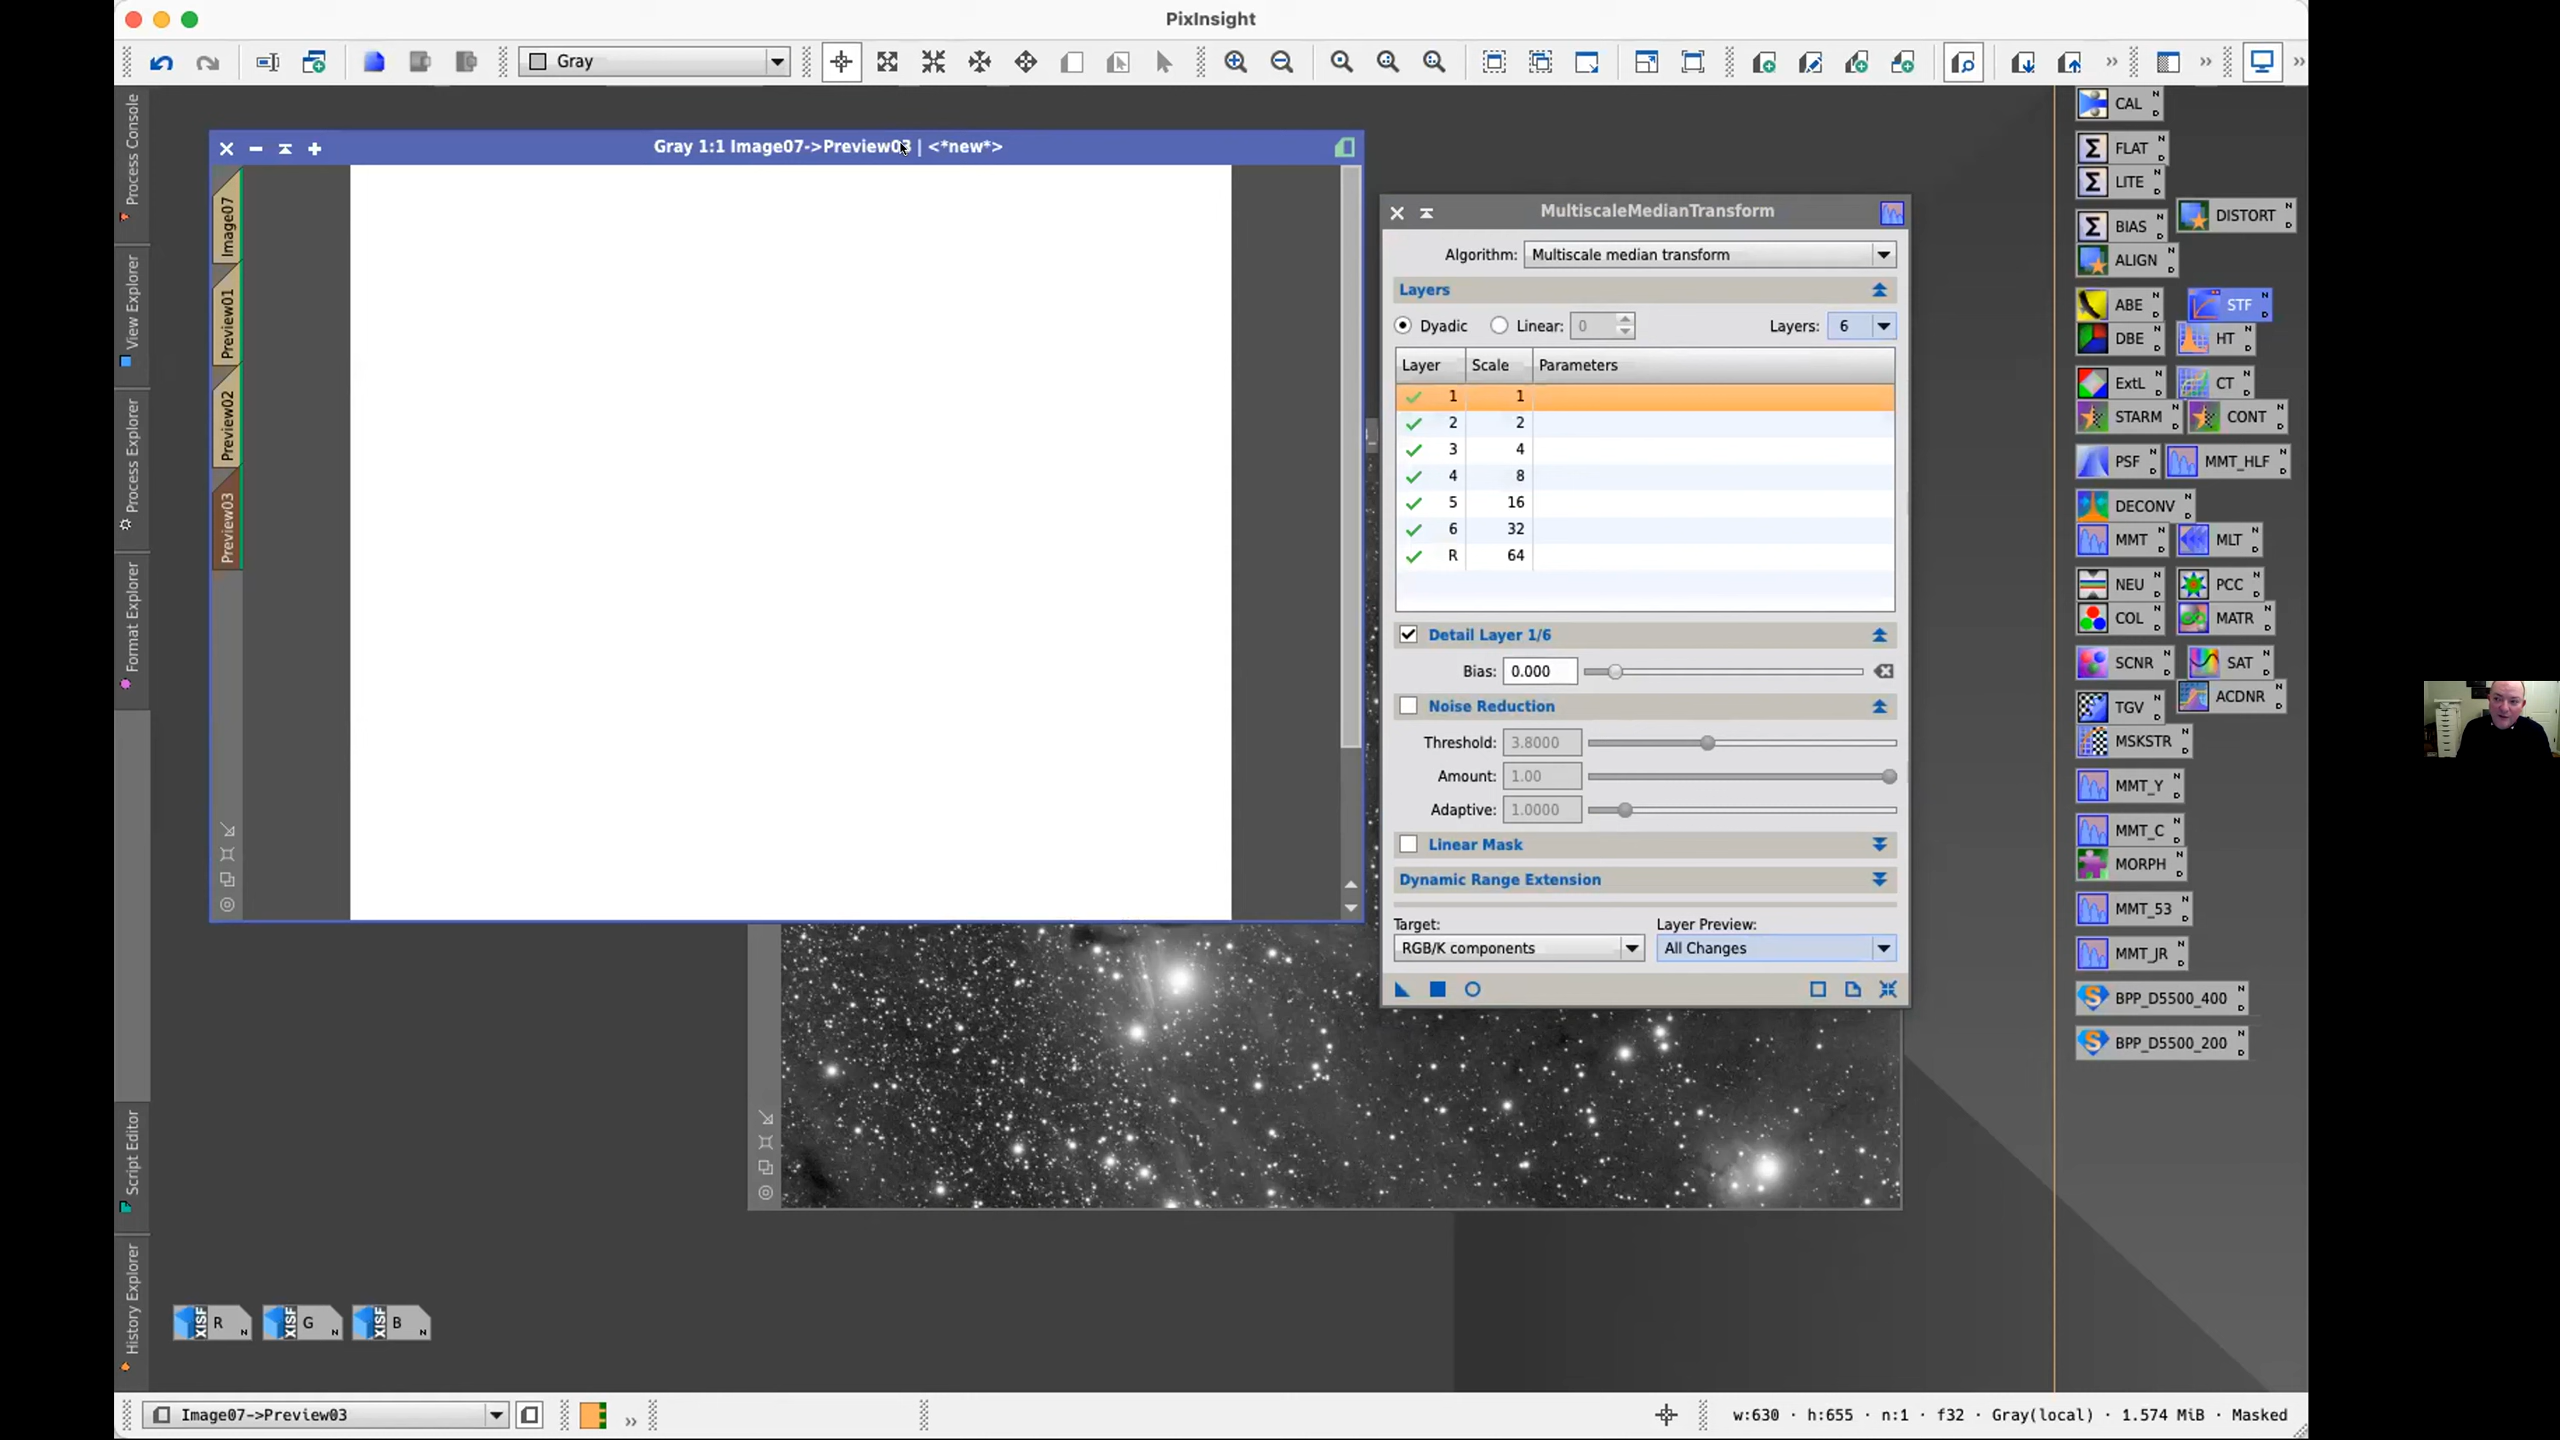 PixInsight
Gray
Process Console
View Explorer
Process Explorer
Format Explorer
Script Editor
History Explorer
Gray 1:1 Image07->Preview03 | <*new*>
Image07
Preview01
Preview02
Preview03
MultiscaleMedianTransform
Algorithm: Multiscale median transform
Layers
Dyadic Linear: 0 Layers: 6
Layer Scale Parameters
1 1
2 2
3 4
4 8
5 16
6 32
R 64
Detail Layer 1/6
Bias: 0.000
Noise Reduction
Threshold: 3.8000
Amount: 1.00
Adaptive: 1.0000
Linear Mask
Dynamic Range Extension
Target: Layer Preview:
RGB/K components All Changes
CAL N D
FLAT N D
LITE N D
DISTORT N D
BIAS N D
ALIGN N D
ABE N D STF N D
DBE N D HT N D
ExtL N D CT N D
STARM N D CONT N D
PSF N D MMT_HLF N D
DECONV N D
MMT N D MLT N D
NEU N D PCC N D
COL N D MATR N D
SCNR N D SAT N D
ACDNR N D
TGV N D
MSKSTR N D
MMT_Y N D
MMT_C N D
MORPH N D
MMT_53 N D
MMT_JR N D
BPP_D5500_400 N D
BPP_D5500_200 N D
XISF R N XISF G N XISF B N
Image07->Preview03
w:630 · h:655 · n:1 · f32 · Gray(local) · 1.574 MiB · Masked